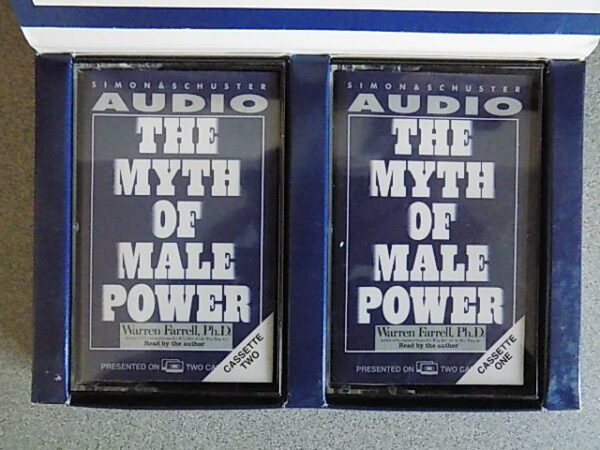 SIMON & SCHUSTER
AUDIO
THE
MYTH
OF
MALE
POWER
Warren Farrell, Ph.D.
Read by the author
PRESENTED ON TWO CA
CASSETTE
TWO
SIMON & SCHUSTER
AUDIO
THE
MYTH
OF
MALE
POWER
Warren Farrell, Ph.D.
Read by the author
PRESENTED ON TWO CA
CASSETTE
ONE